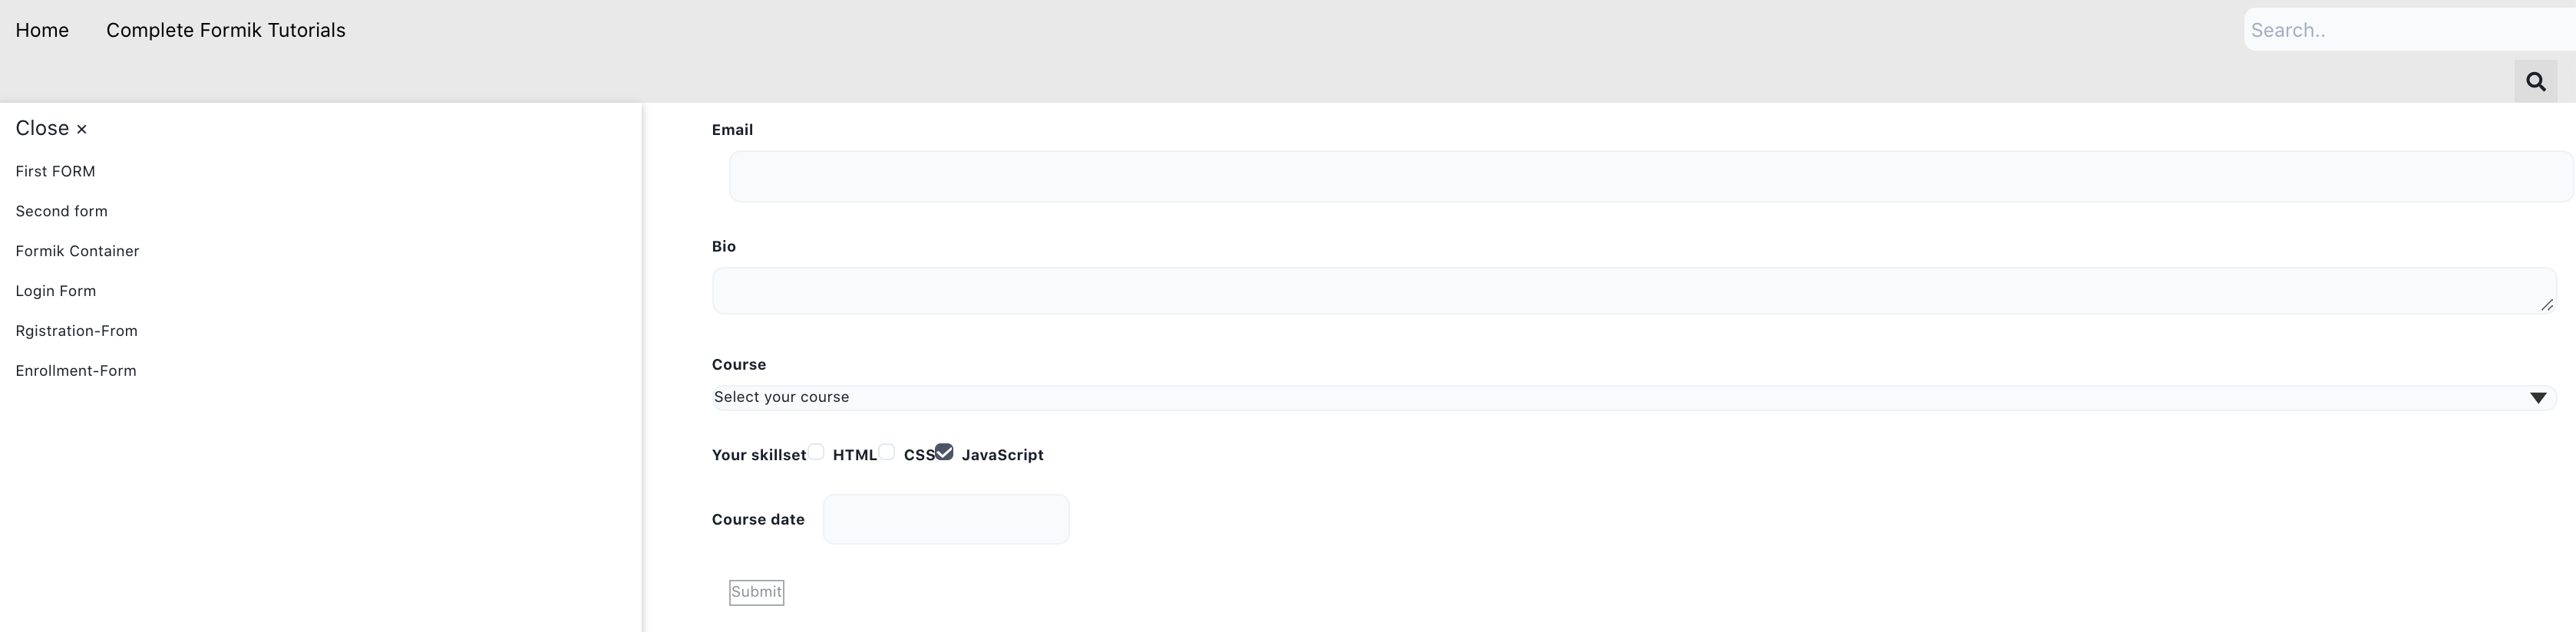 Home Complete Formik Tutorials Search..
Close ×
First FORM
Second form
Formik Container
Login Form
Rgistration-From
Enrollment-Form
Email
Bio
Course
Select your course
Your skillset HTML CSS JavaScript
Course date
Submit